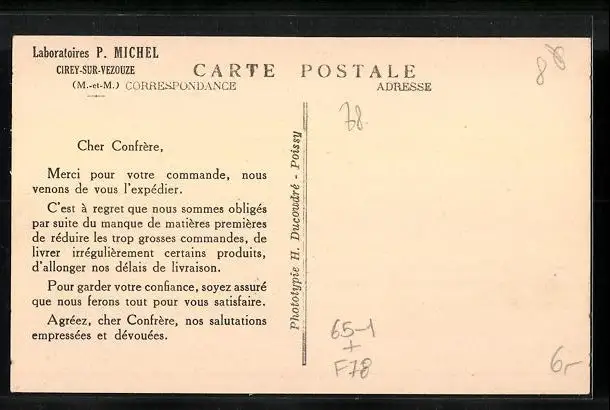 Laboratoires P. MICHEL
CIREY-SUR-VEZOUZE
(M.-et-M.)
CARTE POSTALE
CORRESPONDANCE
ADRESSE
Cher Confrère,
Merci pour votre commande, nous
venons de vous l'expédier.
C'est à regret que nous sommes obligés
par suite du manque de matières premières
de réduire les trop grosses commandes, de
livrer irrégulièrement certains produits,
d'allonger nos délais de livraison.
Pour garder votre confiance, soyez assuré
que nous ferons tout pour vous satisfaire.
Agréez, cher Confrère, nos salutations
empressées et dévouées.
Phototypie H. Ducoudré - Poissy
78
65-1
+
F78
6,-